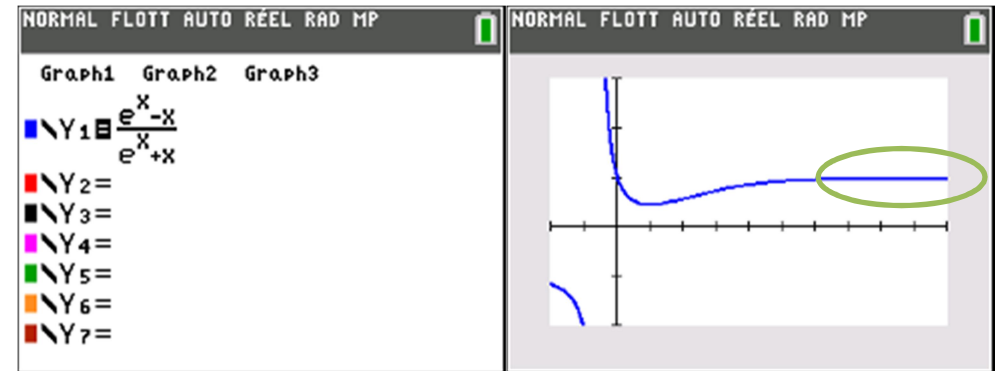 NORMAL FLOTT AUTO RÉEL RAD MP
Graph1 Graph2 Graph3
\Y1=(e^X-X)/(e^X+X)
\Y2=
\Y3=
\Y4=
\Y5=
\Y6=
\Y7=
NORMAL FLOTT AUTO RÉEL RAD MP